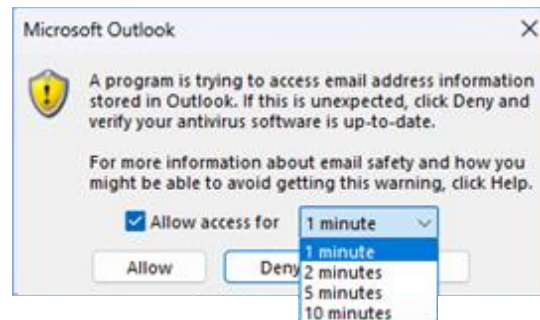 Microsoft Outlook
A program is trying to access email address information
stored in Outlook. If this is unexpected, click Deny and
verify your antivirus software is up-to-date.
For more information about email safety and how you
might be able to avoid getting this warning, click Help.
Allow access for 1 minute
1 minute
2 minutes
5 minutes
10 minutes
Allow Deny